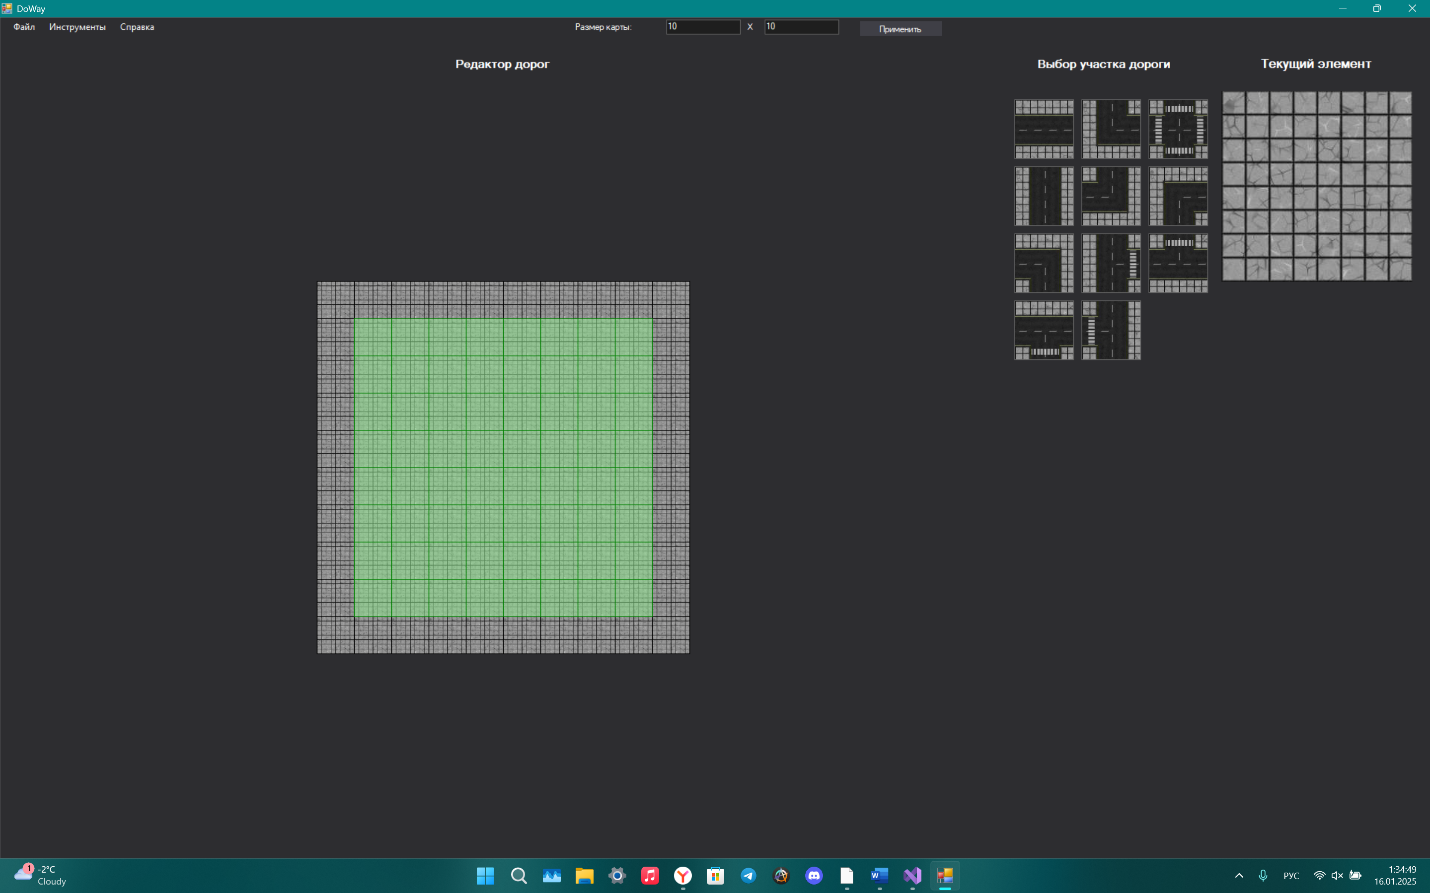 DoWay
Файл Инструменты Справка Размер карты: 10 X 10 Применить
Редактор дорог Выбор участка дороги Текущий элемент
1
-2°C
Cloudy
РУС
1:34:49
16.01.2025